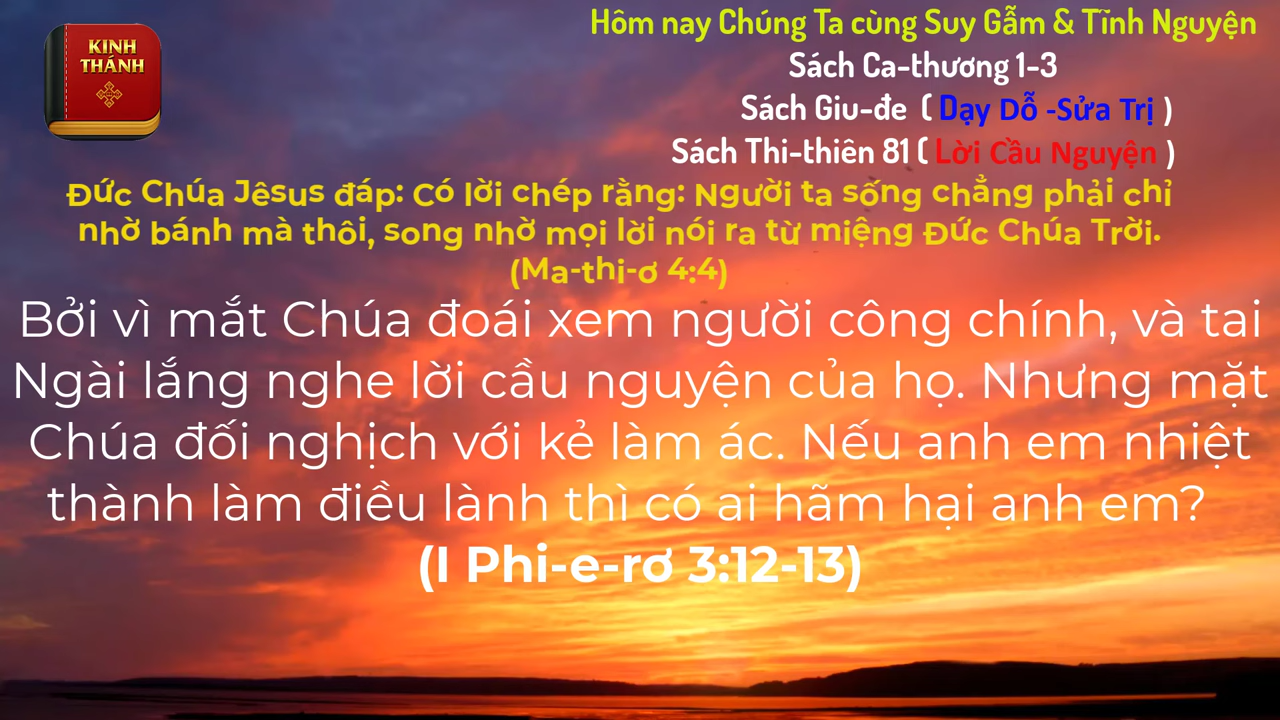 KINH
THÁNH
Hôm nay Chúng Ta cùng Suy Gẫm & Tĩnh Nguyện
Sách Ca-thương 1-3
Sách Giu-đe ( Dạy Dỗ -Sửa Trị )
Sách Thi-thiên 81 ( Lời Cầu Nguyện )
Đức Chúa Jêsus đáp: Có lời chép rằng: Người ta sống chẳng phải chỉ
nhờ bánh mà thôi, song nhờ mọi lời nói ra từ miệng Đức Chúa Trời.
(Ma-thi-ơ 4:4)
Bởi vì mắt Chúa đoái xem người công chính, và tai
Ngài lắng nghe lời cầu nguyện của họ. Nhưng mặt
Chúa đối nghịch với kẻ làm ác. Nếu anh em nhiệt
thành làm điều lành thì có ai hãm hại anh em?
(I Phi-e-rơ 3:12-13)